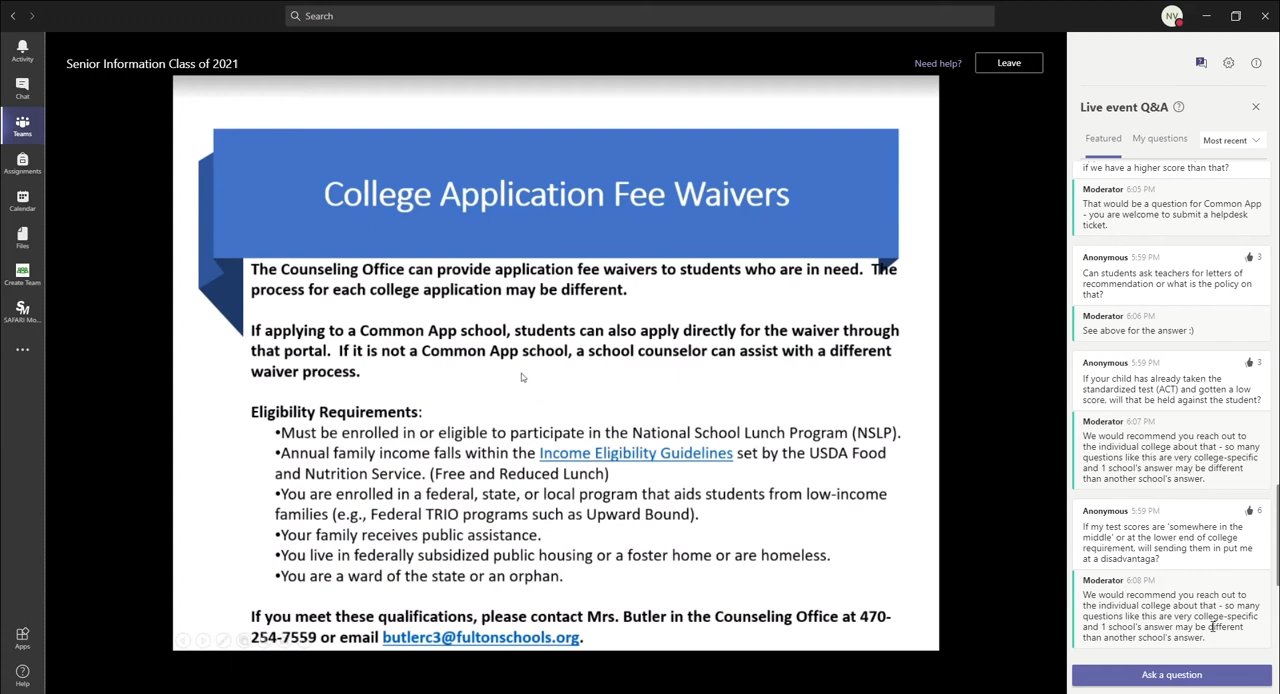 Search
NV
Activity
Chat
Teams
Assignments
Calendar
Files
Create Team
SAFARI Mo...
Apps
Help
Senior Information Class of 2021
Need help?
Leave
College Application Fee Waivers
The Counseling Office can provide application fee waivers to students who are in need. The
process for each college application may be different.
If applying to a Common App school, students can also apply directly for the waiver through
that portal. If it is not a Common App school, a school counselor can assist with a different
waiver process.
Eligibility Requirements:
•Must be enrolled in or eligible to participate in the National School Lunch Program (NSLP).
•Annual family income falls within the Income Eligibility Guidelines set by the USDA Food
and Nutrition Service. (Free and Reduced Lunch)
•You are enrolled in a federal, state, or local program that aids students from low-income
families (e.g., Federal TRIO programs such as Upward Bound).
•Your family receives public assistance.
•You live in federally subsidized public housing or a foster home or are homeless.
•You are a ward of the state or an orphan.
If you meet these qualifications, please contact Mrs. Butler in the Counseling Office at 470-
254-7559 or email butlerc3@fultonschools.org.
Live event Q&A
Featured My questions Most recent
if we have a higher score than that?
Moderator 6:05 PM
That would be a question for Common App
- you are welcome to submit a helpdesk
ticket.
Anonymous 5:59 PM 3
Can students ask teachers for letters of
recommendation or what is the policy on
that?
Moderator 6:06 PM
See above for the answer :)
Anonymous 5:59 PM 3
If your child has already taken the
standardized test (ACT) and gotten a low
score, will that be held against the student?
Moderator 6:07 PM
We would recommend you reach out to
the individual college about that - so many
questions like this are very college-specific
and 1 school's answer may be different
than another school's answer.
Anonymous 5:59 PM 6
If my test scores are 'somewhere in the
middle' or at the lower end of college
requirement, will sending them in put me
at a disadvantaga?
Moderator 6:08 PM
We would recommend you reach out to
the individual college about that - so many
questions like this are very college-specific
and 1 school's answer may be different
than another school's answer.
Ask a question